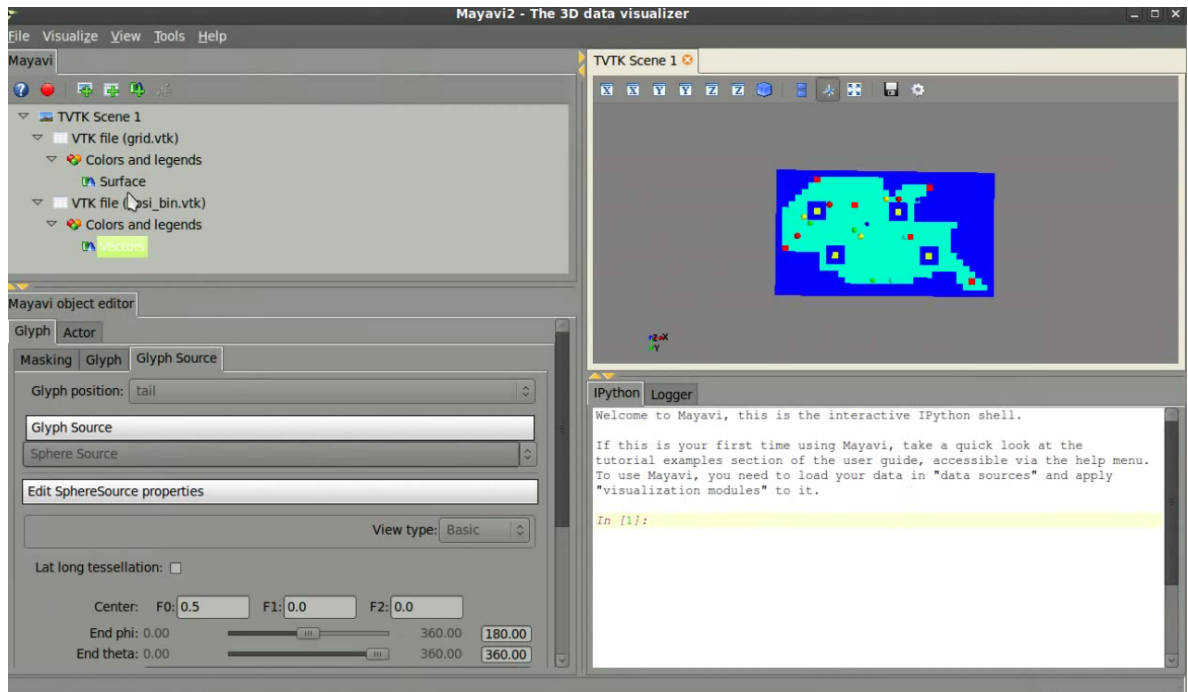 Mayavi2 - The 3D data visualizer
File Visualize View Tools Help
Mayavi
TVTK Scene 1
VTK file (grid.vtk)
Colors and legends
Surface
VTK file (
osi_bin.vtk)
Colors and legends
Vectors
Mayavi object editor
Glyph Actor
Masking Glyph Glyph Source
Glyph position: tail
Glyph Source
Sphere Source
Edit SphereSource properties
View type: Basic
Lat long tessellation:
Center: F0: 0.5 F1: 0.0 F2: 0.0
End phi: 0.00 360.00 180.00
End theta: 0.00 360.00 360.00
TVTK Scene 1
X X Y Y Z Z
Z X
Y
IPython Logger
Welcome to Mayavi, this is the interactive IPython shell.
If this is your first time using Mayavi, take a quick look at the
tutorial examples section of the user guide, accessible via the help menu.
To use Mayavi, you need to load your data in "data sources" and apply
"visualization modules" to it.
In [1]: